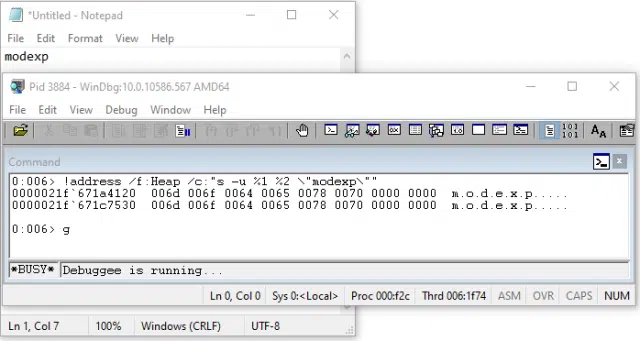 *Untitled - Notepad
File Edit Format View Help
modexp
Pid 3884 - WinDbg:10.0.10586.567 AMD64
File Edit View Debug Window Help
101
101
AA
Command
0:006> !address /f:Heap /c:"s -u %1 %2 \"modexp\""
0000021f`671a4120 006d 006f 0064 0065 0078 0070 0000 0000 m.o.d.e.x.p.....
0000021f`671c7530 006d 006f 0064 0065 0078 0070 0000 0000 m.o.d.e.x.p.....
0:006> g
*BUSY* Debuggee is running...
Ln 0, Col 0 Sys 0:<Local> Proc 000:f2c Thrd 006:1f74 ASM OVR CAPS NUM
Ln 1, Col 7 100% Windows (CRLF) UTF-8